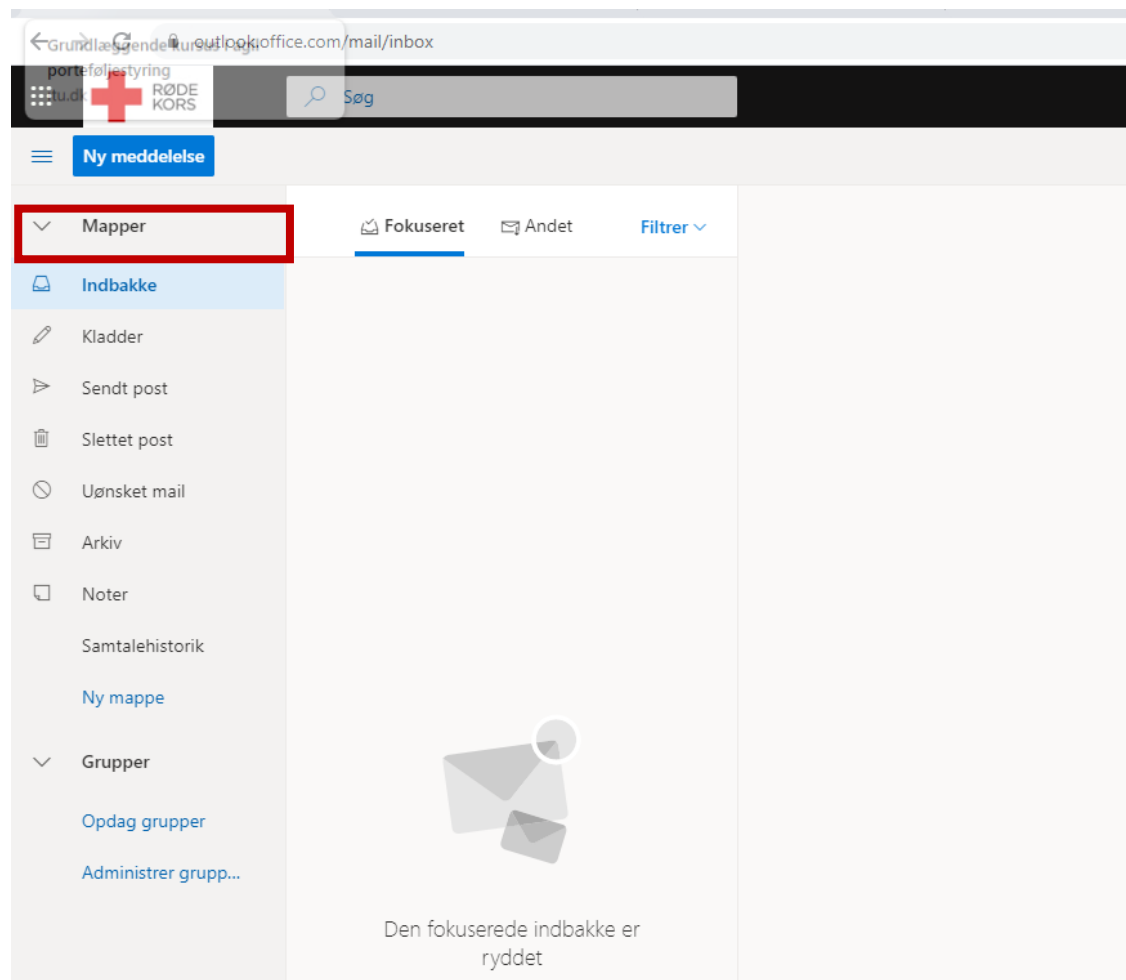 outlook.office.com/mail/inbox
Grundlæggende kursus i agil
porteføljestyring
itu.dk
RØDE
KORS
Søg
Ny meddelelse
Mapper
Fokuseret
Andet
Filtrer
Indbakke
Kladder
Sendt post
Slettet post
Uønsket mail
Arkiv
Noter
Samtalehistorik
Ny mappe
Grupper
Opdag grupper
Administrer grupp...
Den fokuserede indbakke er
ryddet